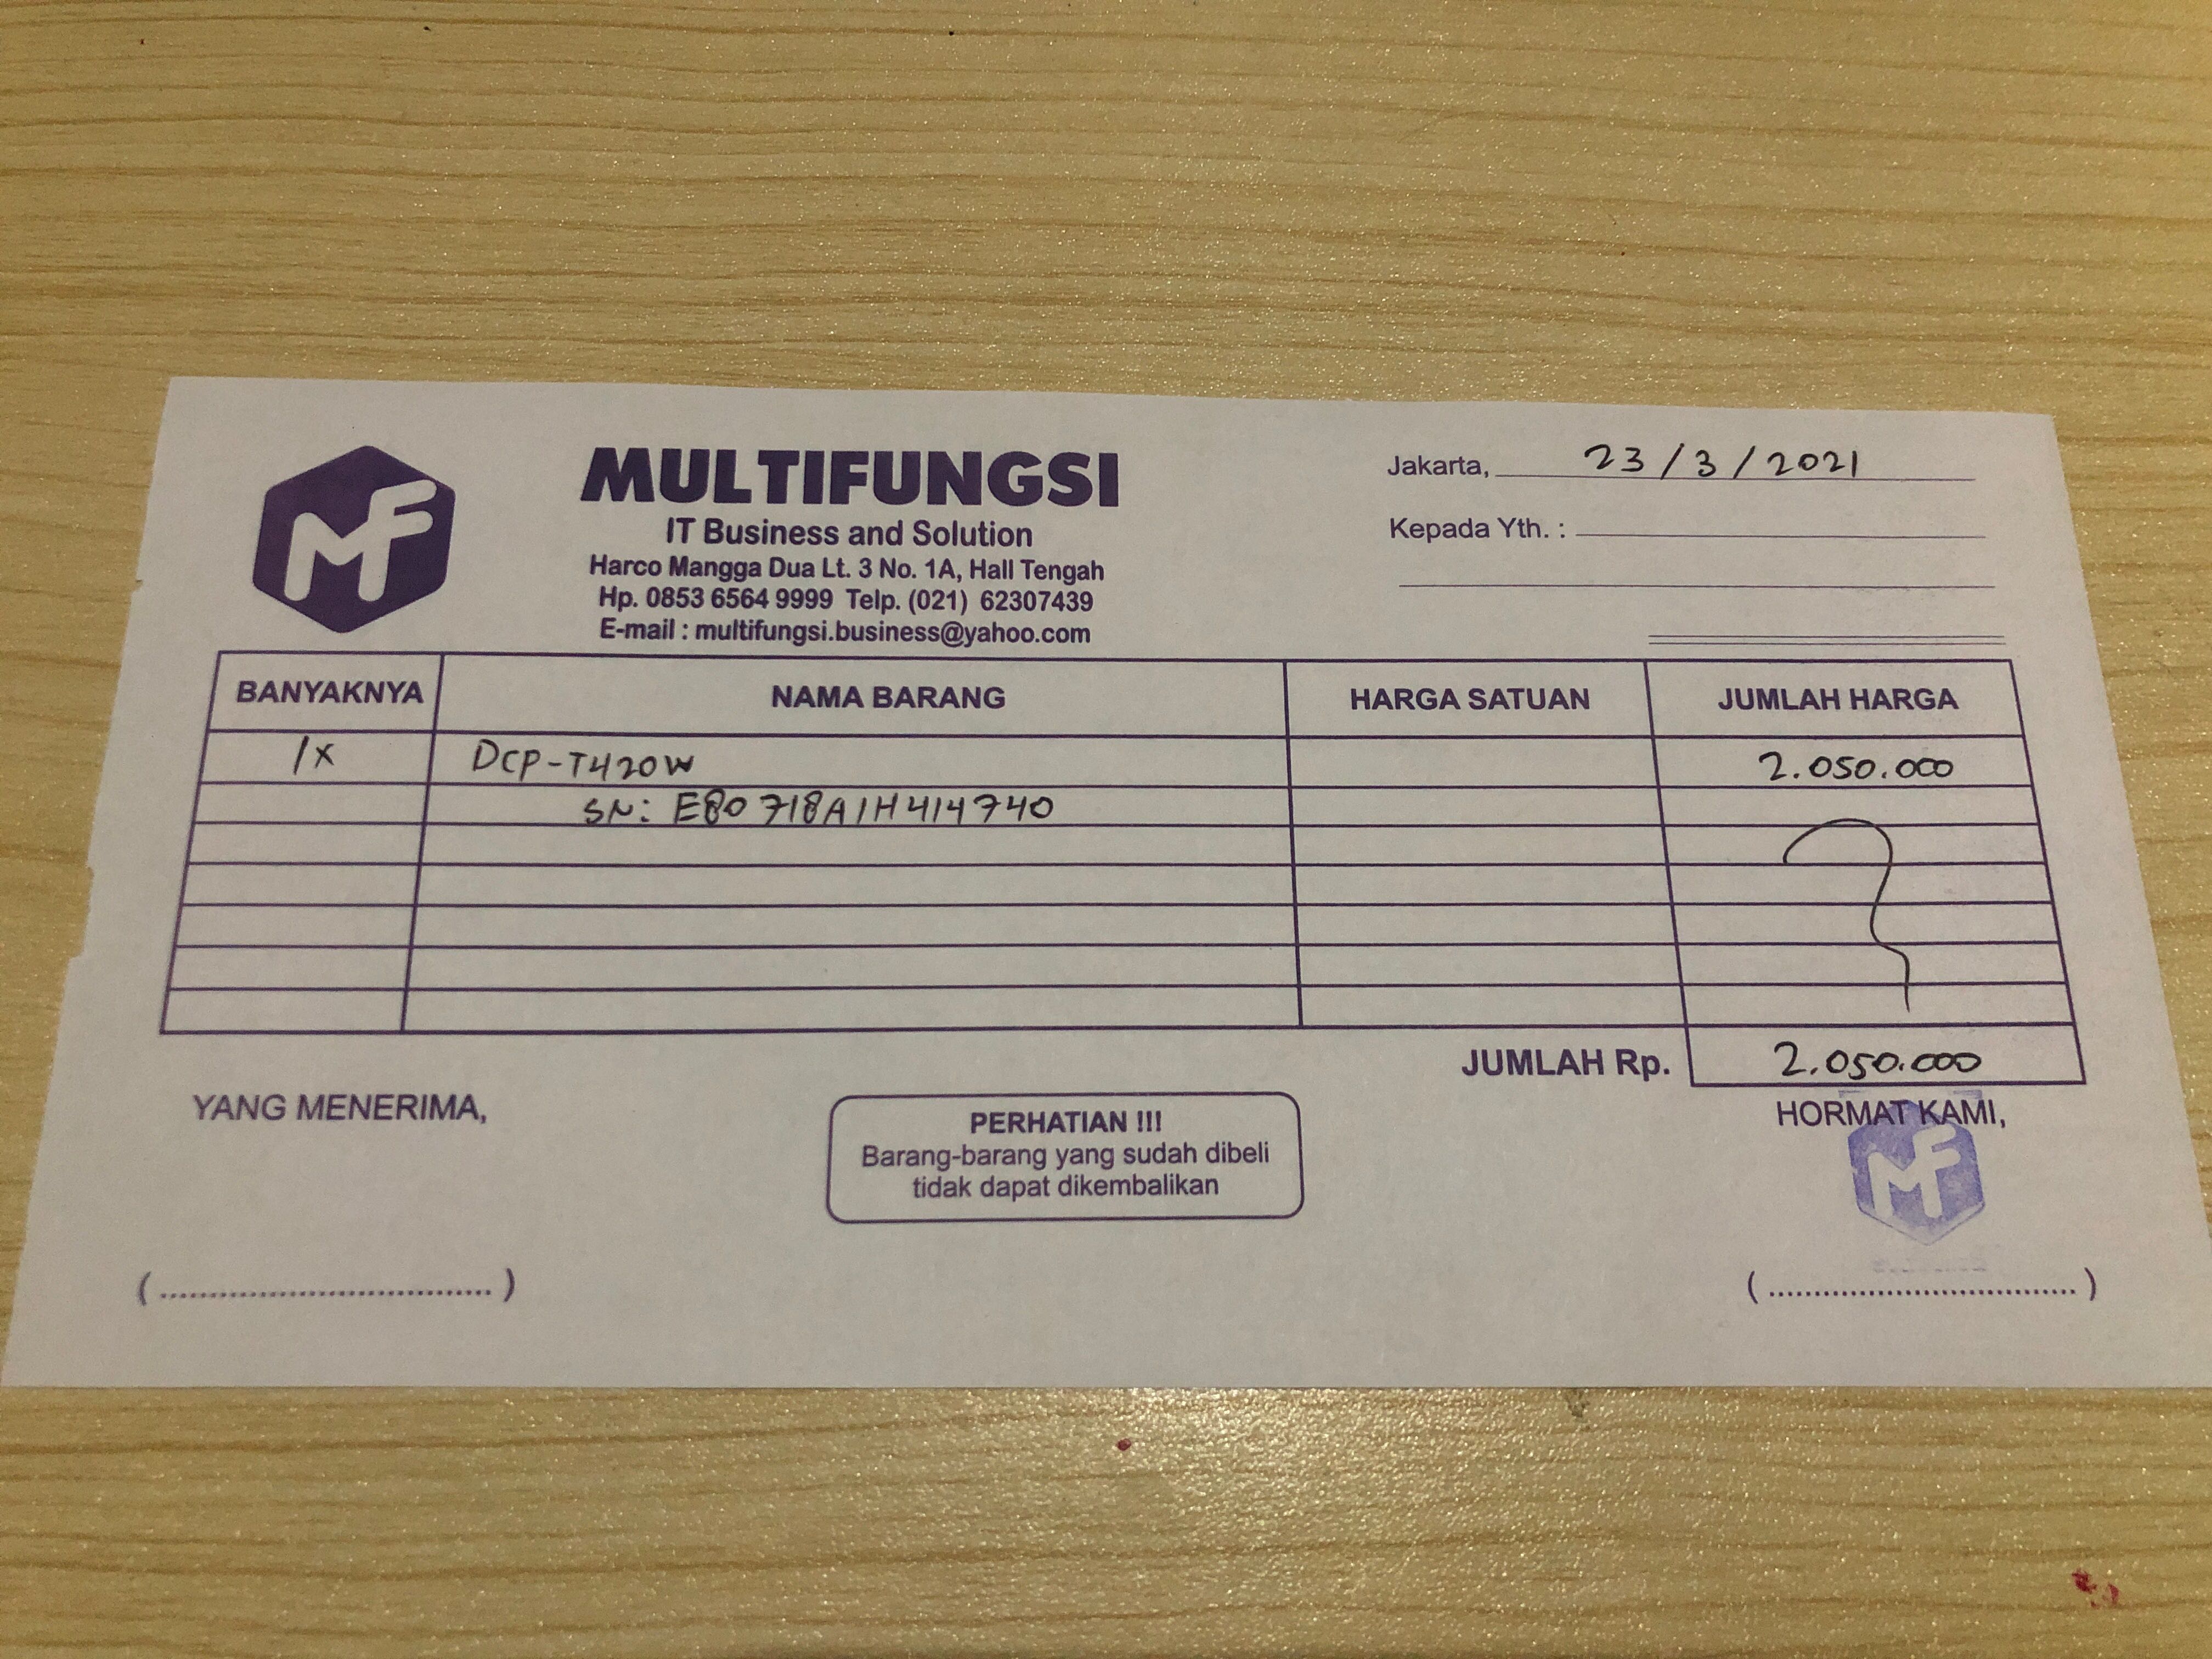 MF
MULTIFUNGSI
IT Business and Solution
Harco Mangga Dua Lt. 3 No. 1A, Hall Tengah
Hp. 0853 6564 9999 Telp. (021) 62307439
E-mail : multifungsi.business@yahoo.com
Jakarta, 23/3/2021
Kepada Yth. :
BANYAKNYA NAMA BARANG HARGA SATUAN JUMLAH HARGA
1x DCP-T420W 2.050.000
SN: E80718A1H414740
JUMLAH Rp. 2.050.000
YANG MENERIMA,
PERHATIAN !!!
Barang-barang yang sudah dibeli
tidak dapat dikembalikan
HORMAT KAMI,
MF
(..................................)
(..................................)